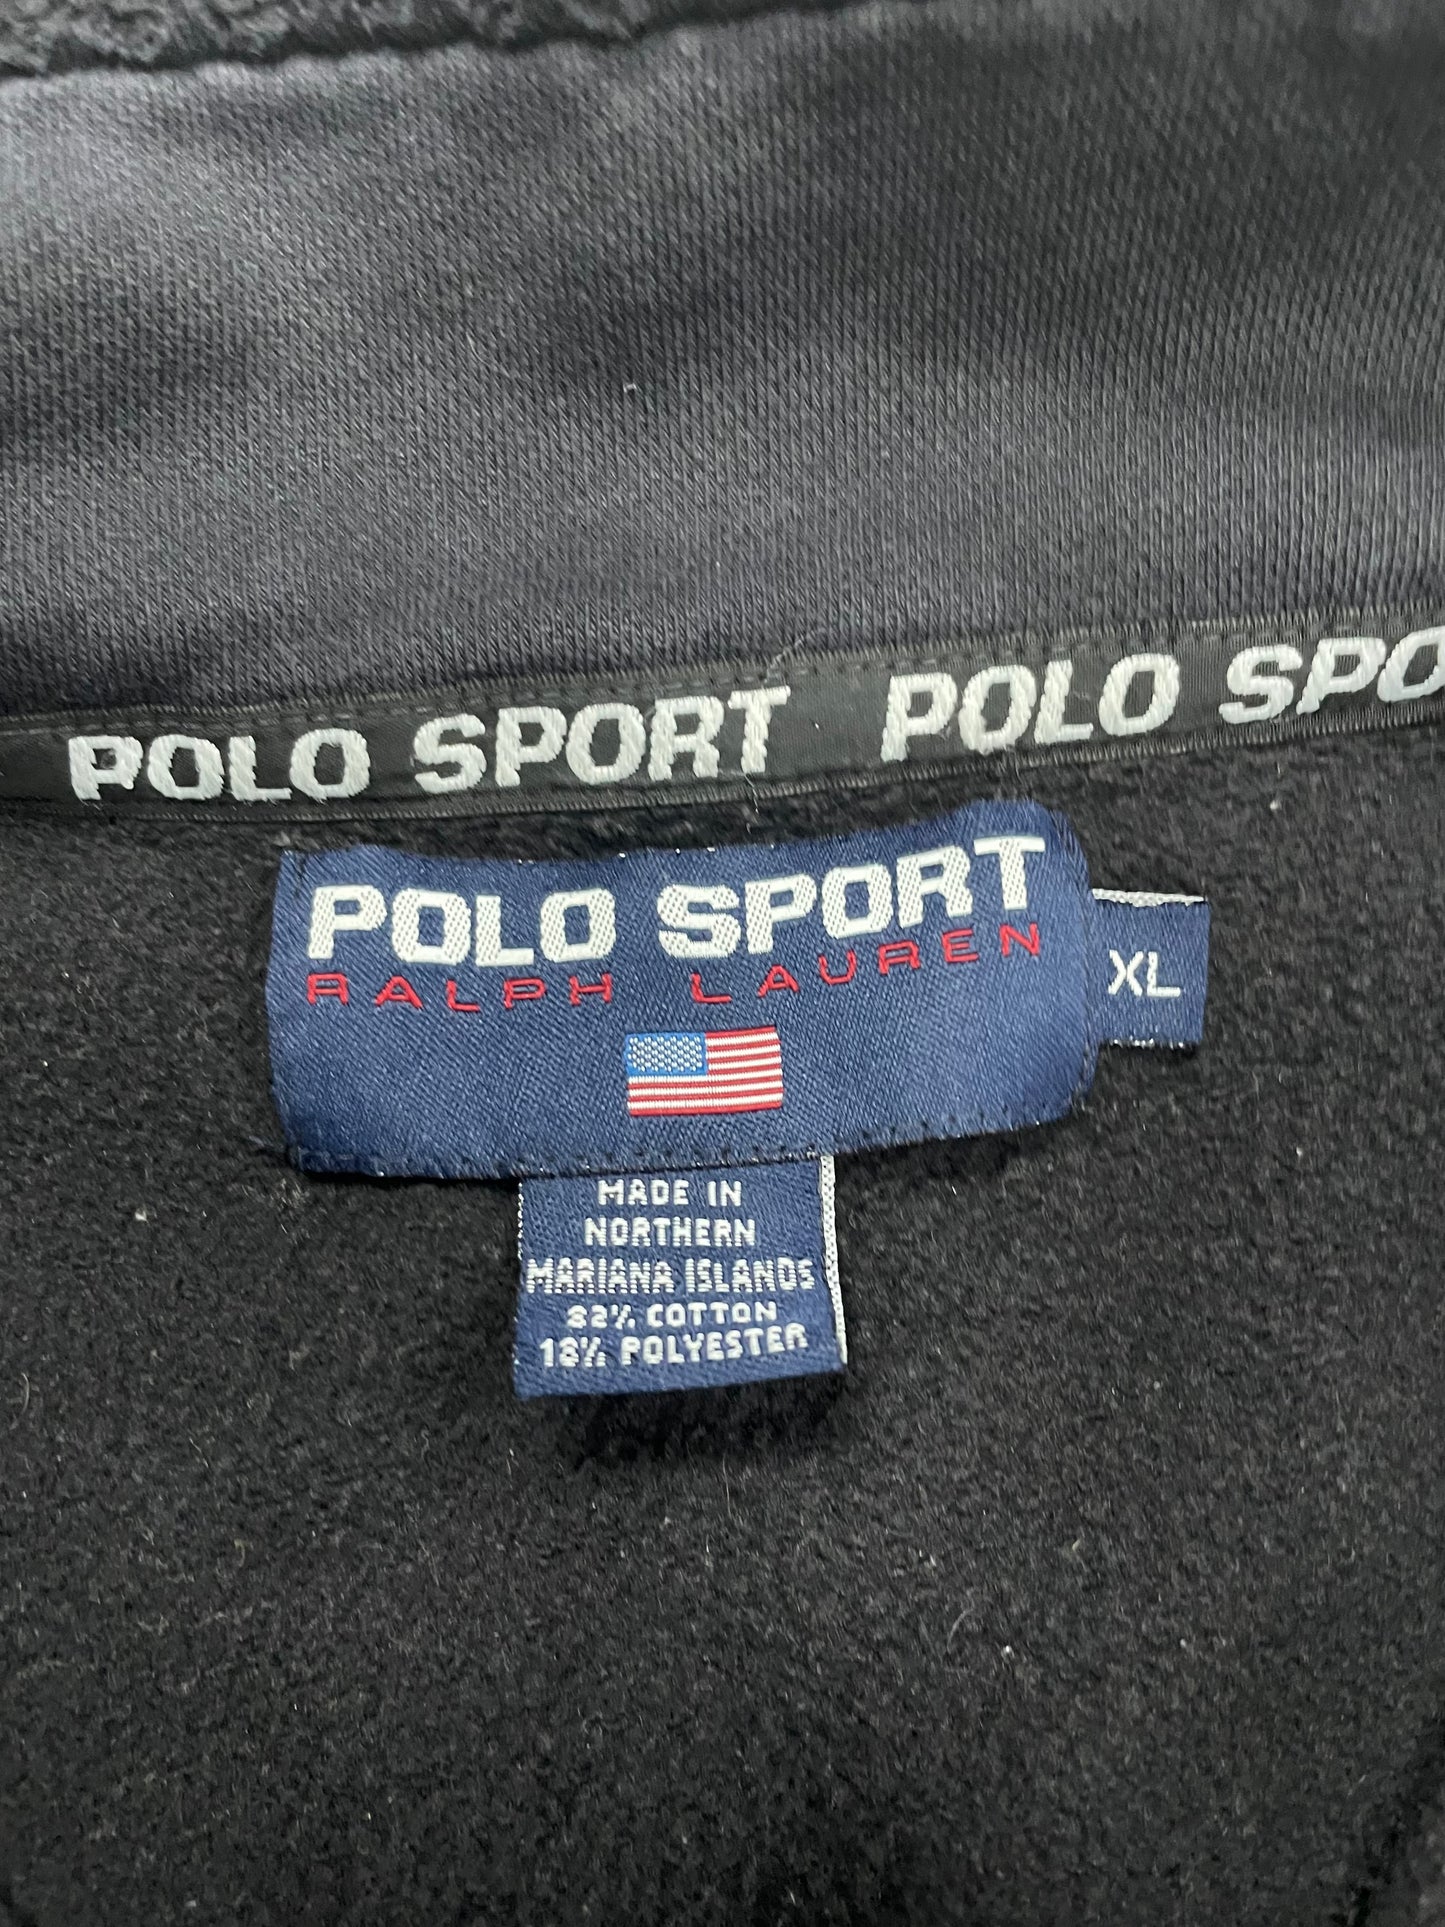 POLO SPORT POLO SPO
POLO SPORT
RALPH LAUREN
XL
MADE IN
NORTHERN
MARIANA ISLANDS
82% COTTON
18% POLYESTER